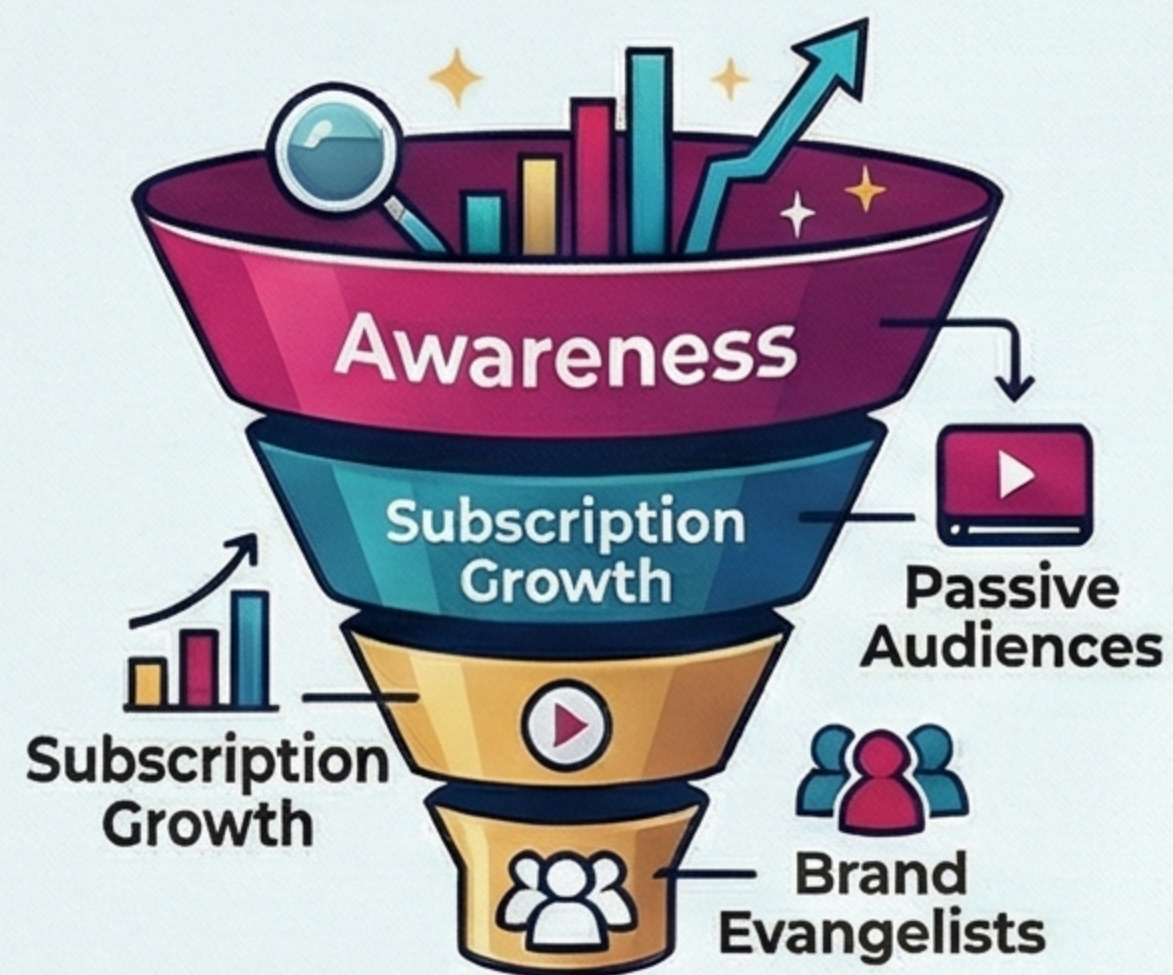 Awareness
Subscription
Growth
Passive
Audiences
Subscription
Growth
Brand
Evangelists